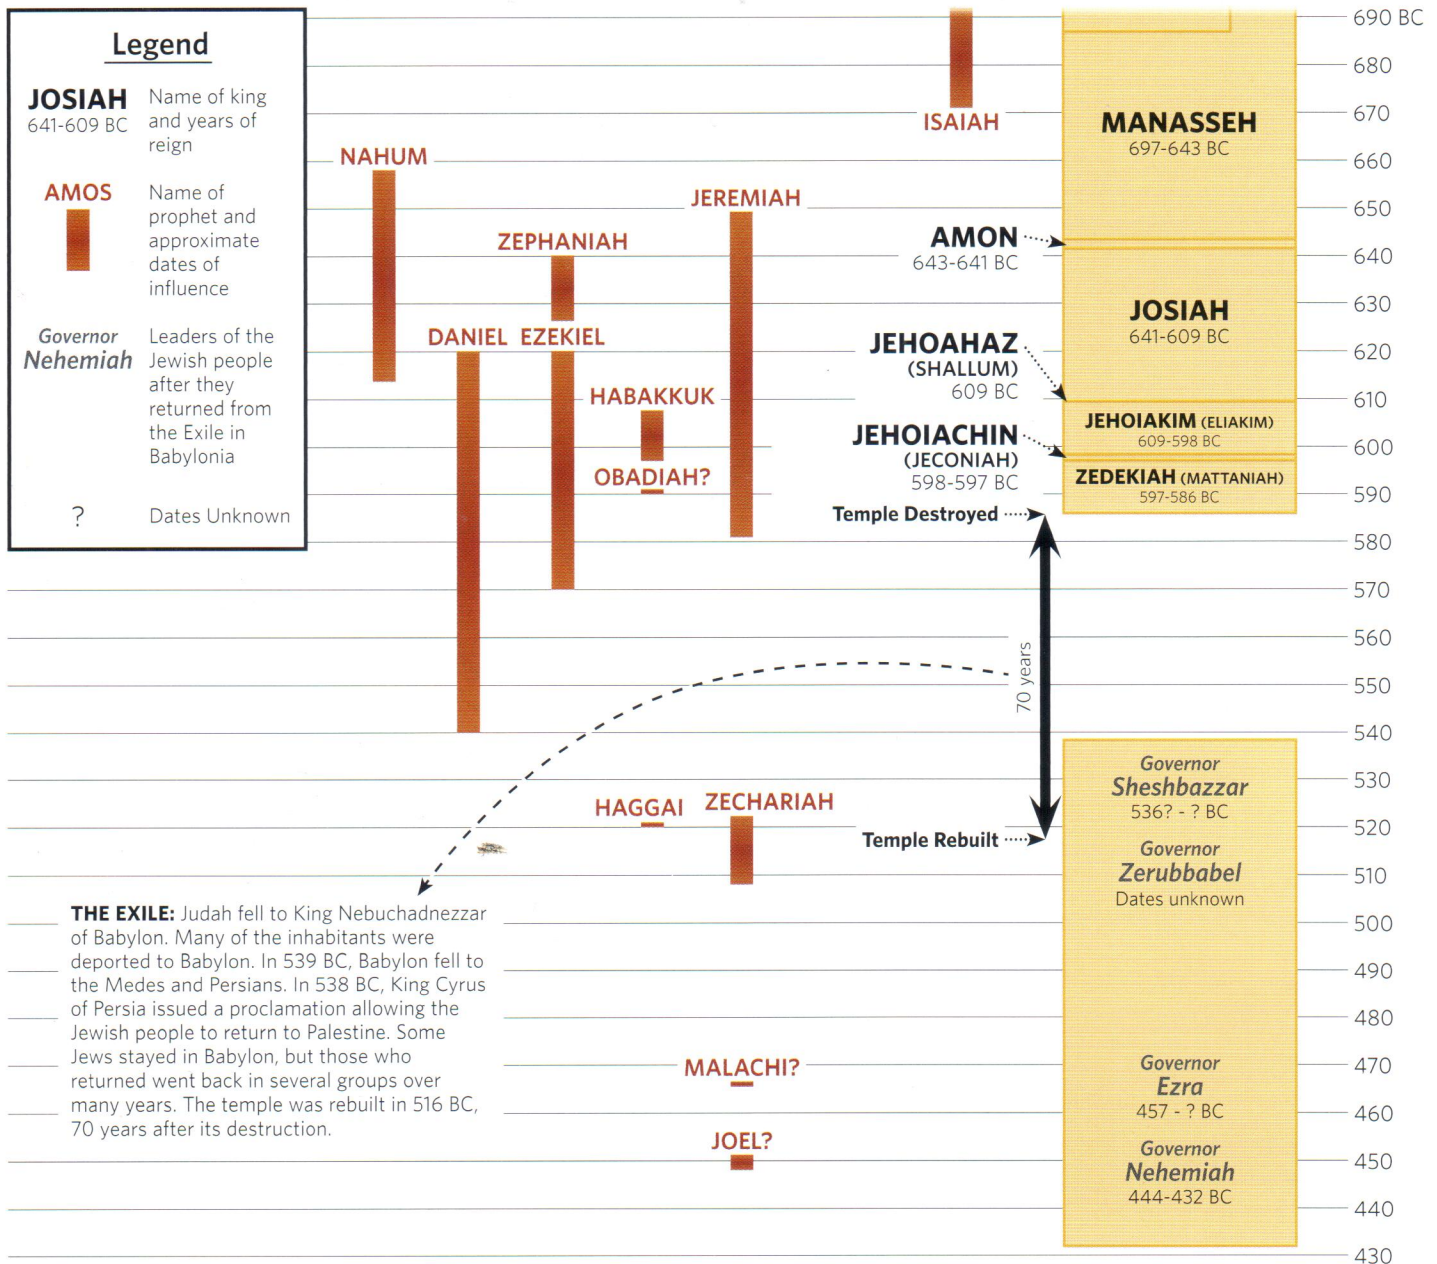 Legend
JOSIAH
641-609 BC
Name of king
and years of
reign
AMOS
Name of
prophet and
approximate
dates of
influence
Governor
Nehemiah
Leaders of the
Jewish people
after they
returned from
the Exile in
Babylonia
?
Dates Unknown
NAHUM
ZEPHANIAH
DANIEL
EZEKIEL
HABAKKUK
OBADIAH?
JEREMIAH
ISAIAH
HAGGAI
ZECHARIAH
MALACHI?
JOEL?
AMON
643-641 BC
JEHOAHAZ
(SHALLUM)
609 BC
JEHOIACHIN
(JECONIAH)
598-597 BC
Temple Destroyed
70 years
Temple Rebuilt
MANASSEH
697-643 BC
JOSIAH
641-609 BC
JEHOIAKIM (ELIAKIM)
609-598 BC
ZEDEKIAH (MATTANIAH)
597-586 BC
Governor
Sheshbazzar
536? - ? BC
Governor
Zerubbabel
Dates unknown
Governor
Ezra
457 - ? BC
Governor
Nehemiah
444-432 BC
THE EXILE: Judah fell to King Nebuchadnezzar
of Babylon. Many of the inhabitants were
deported to Babylon. In 539 BC, Babylon fell to
the Medes and Persians. In 538 BC, King Cyrus
of Persia issued a proclamation allowing the
Jewish people to return to Palestine. Some
Jews stayed in Babylon, but those who
returned went back in several groups over
many years. The temple was rebuilt in 516 BC,
70 years after its destruction.
690 BC
680
670
660
650
640
630
620
610
600
590
580
570
560
550
540
530
520
510
500
490
480
470
460
450
440
430